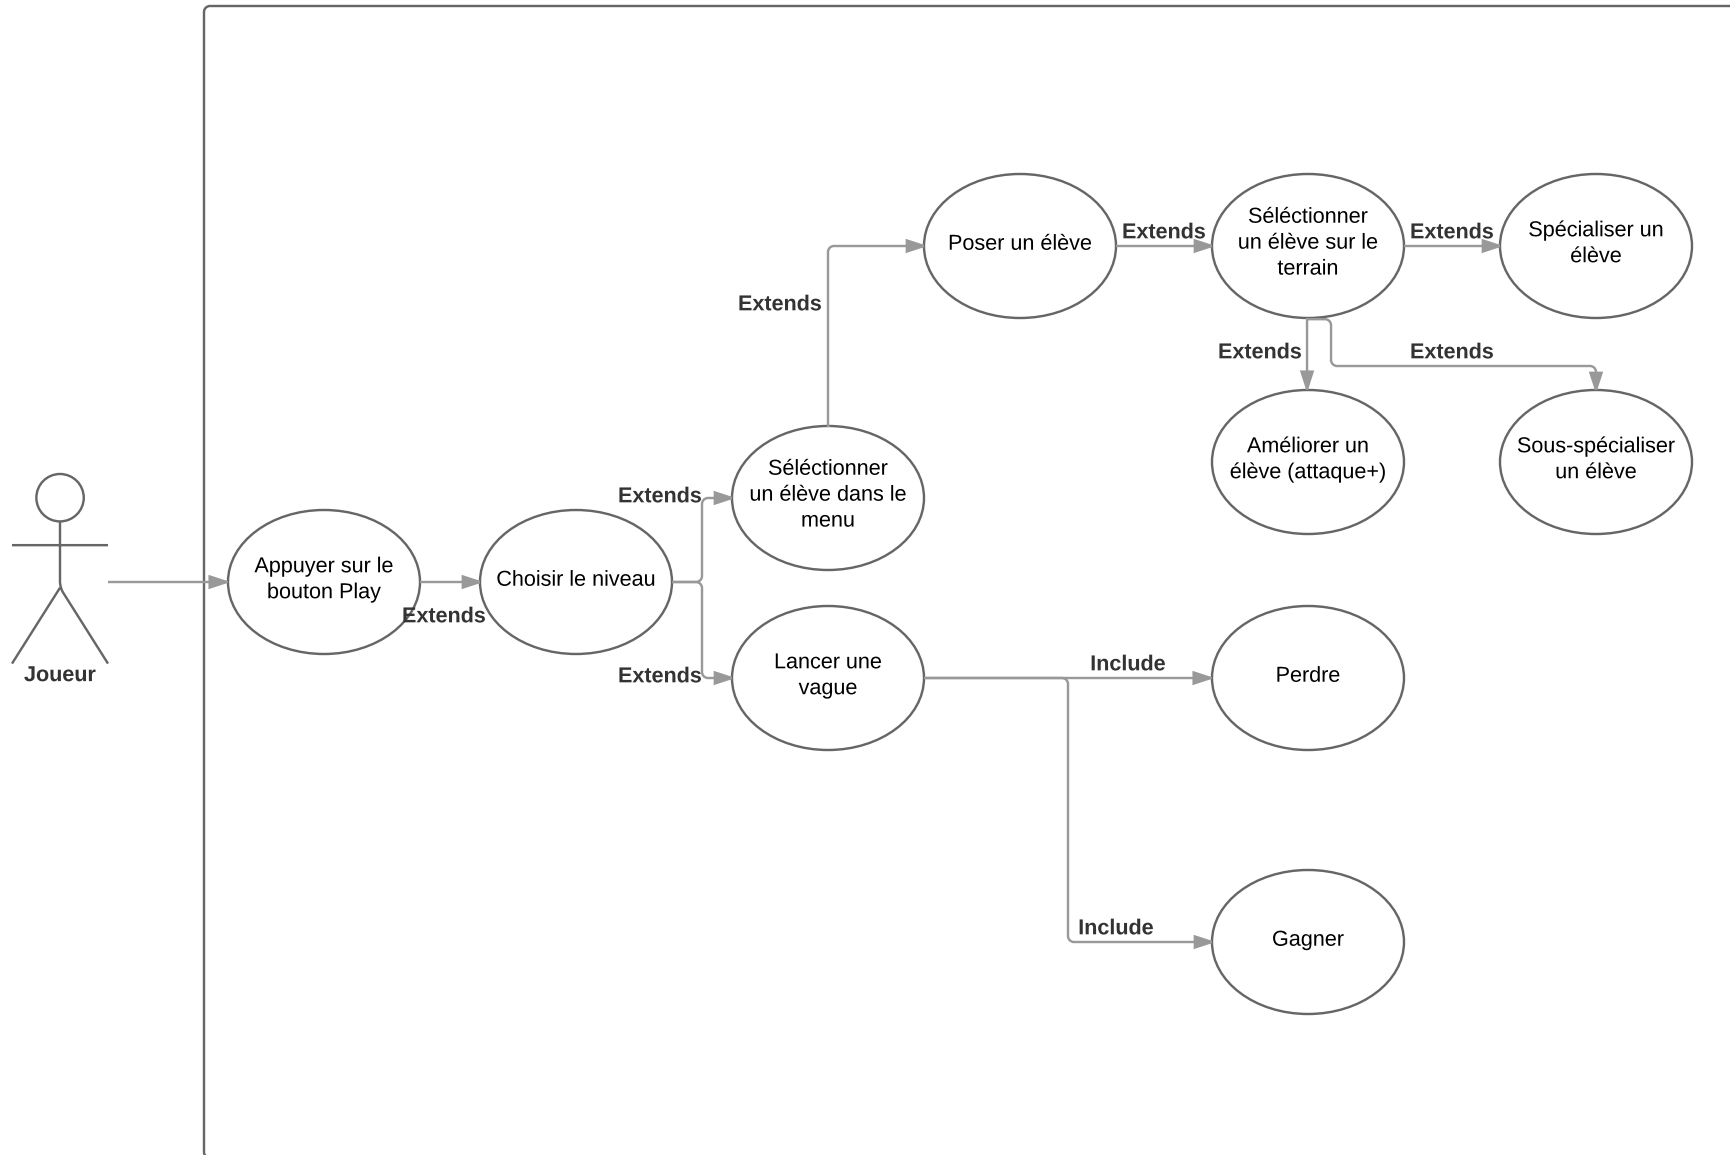 Poser un élève
Extends
Séléctionner
un élève sur le
terrain
Extends
Spécialiser un
élève
Extends
Extends
Extends
Améliorer un
élève (attaque+)
Sous-spécialiser
un élève
Séléctionner
un élève dans le
menu
Extends
Joueur
Appuyer sur le
bouton Play
Extends
Choisir le niveau
Extends
Lancer une
vague
Include
Perdre
Include
Gagner